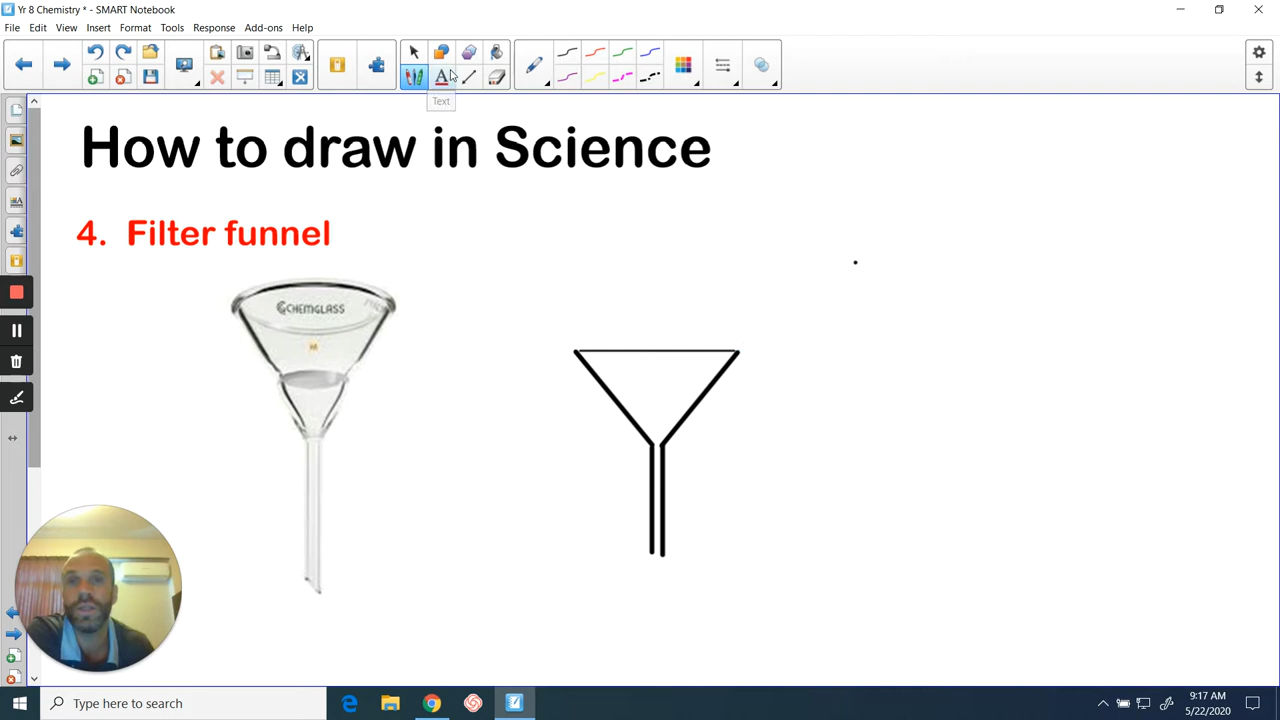 Yr 8 Chemistry * - SMART Notebook
File Edit View Insert Format Tools Response Add-ons Help
A
Text
How to draw in Science
4. Filter funnel
CHEMGLASS
M
Type here to search
9:17 AM
5/22/2020